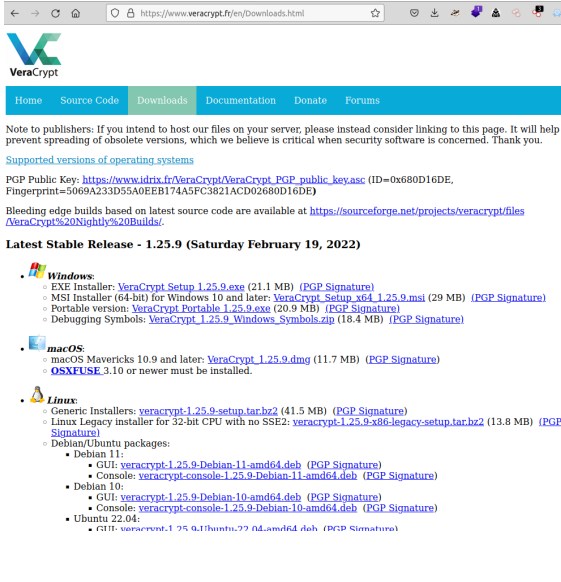 https://www.veracrypt.fr/en/Downloads.html
VeraCrypt
Home Source Code Downloads Documentation Donate Forums
Note to publishers: If you intend to host our files on your server, please instead consider linking to this page. It will help
prevent spreading of obsolete versions, which we believe is critical when security software is concerned. Thank you.
Supported versions of operating systems
PGP Public Key: https://www.idrix.fr/VeraCrypt/VeraCrypt_PGP_public_key.asc (ID=0x680D16DE,
Fingerprint=5069A233D55A0EEB174A5FC3821ACD02680D16DE)
Bleeding edge builds based on latest source code are available at https://sourceforge.net/projects/veracrypt/files
/VeraCrypt%20Nightly%20Builds/.
Latest Stable Release - 1.25.9 (Saturday February 19, 2022)
Windows:
EXE Installer: VeraCrypt Setup 1.25.9.exe (21.1 MB) (PGP Signature)
MSI Installer (64-bit) for Windows 10 and later: VeraCrypt_Setup_x64_1.25.9.msi (29 MB) (PGP Signature)
Portable version: VeraCrypt Portable 1.25.9.exe (20.9 MB) (PGP Signature)
Debugging Symbols: VeraCrypt_1.25.9_Windows_Symbols.zip (18.4 MB) (PGP Signature)
macOS:
macOS Mavericks 10.9 and later: VeraCrypt_1.25.9.dmg (11.7 MB) (PGP Signature)
OSXFUSE 3.10 or newer must be installed.
Linux:
Generic Installers: veracrypt-1.25.9-setup.tar.bz2 (41.5 MB) (PGP Signature)
Linux Legacy installer for 32-bit CPU with no SSE2: veracrypt-1.25.9-x86-legacy-setup.tar.bz2 (13.8 MB) (PGP
Signature)
Debian/Ubuntu packages:
Debian 11:
GUI: veracrypt-1.25.9-Debian-11-amd64.deb (PGP Signature)
Console: veracrypt-console-1.25.9-Debian-11-amd64.deb (PGP Signature)
Debian 10:
GUI: veracrypt-1.25.9-Debian-10-amd64.deb (PGP Signature)
Console: veracrypt-console-1.25.9-Debian-10-amd64.deb (PGP Signature)
Ubuntu 22.04:
GUI: veracrypt-1.25.9-Ubuntu-22.04-amd64.deb (PGP Signature)